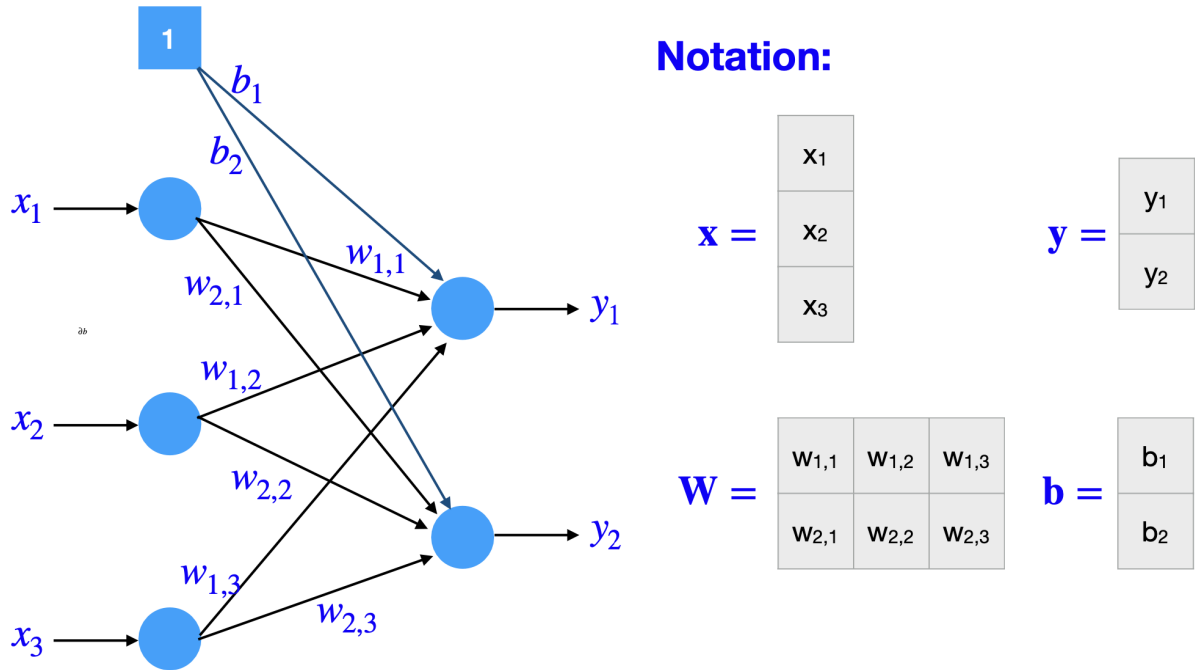 1
Notation:
b₁
b₂
x₁
w₁,₁
w₂,₁
y₁
∂b
w₁,₂
x₂
w₂,₂
y₂
w₁,₃
w₂,₃
x₃
x =
x₁
x₂
x₃
y =
y₁
y₂
W =
w₁,₁ w₁,₂ w₁,₃
w₂,₁ w₂,₂ w₂,₃
b =
b₁
b₂